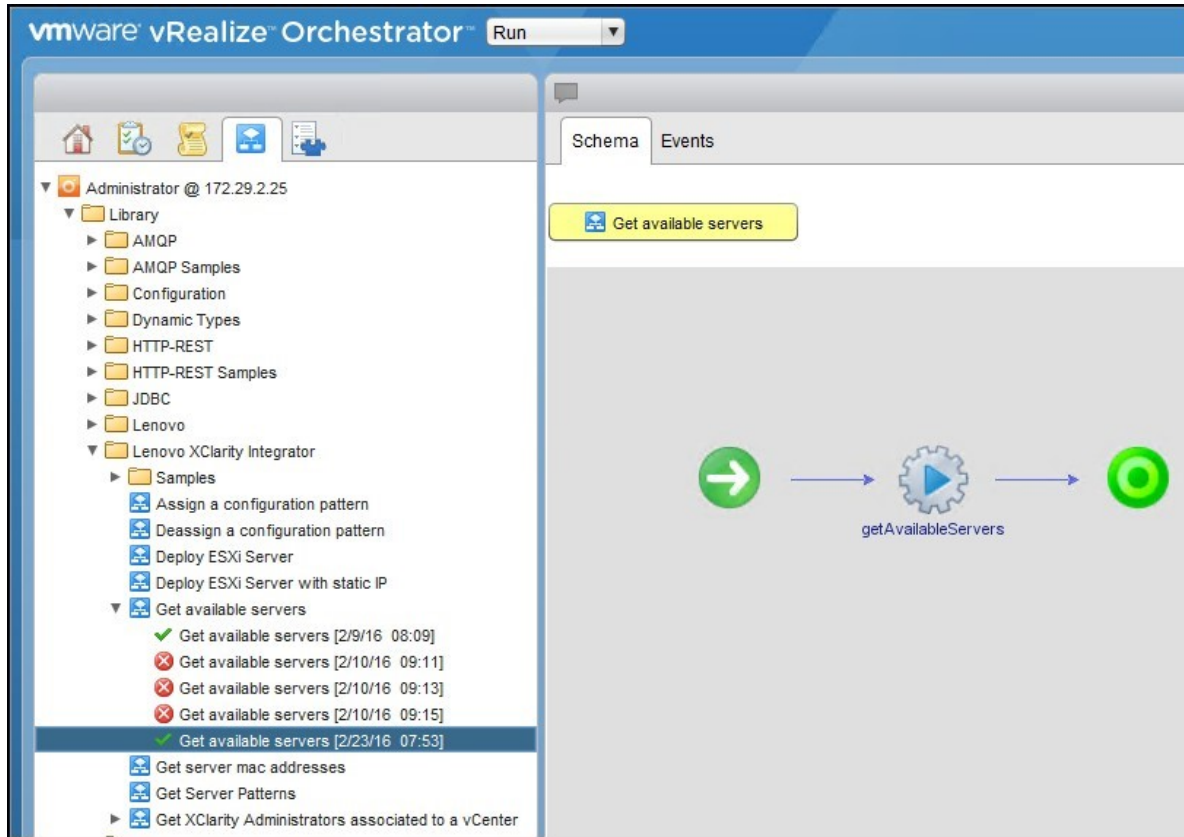 vmware vRealize™ Orchestrator™ Run
Schema Events
Administrator @ 172.29.2.25
Library
AMQP
AMQP Samples
Configuration
Dynamic Types
HTTP-REST
HTTP-REST Samples
JDBC
Lenovo
Lenovo XClarity Integrator
Samples
Assign a configuration pattern
Deassign a configuration pattern
Deploy ESXi Server
Deploy ESXi Server with static IP
Get available servers
Get available servers [2/9/16 08:09]
Get available servers [2/10/16 09:11]
Get available servers [2/10/16 09:13]
Get available servers [2/10/16 09:15]
Get available servers [2/23/16 07:53]
Get server mac addresses
Get Server Patterns
Get XClarity Administrators associated to a vCenter
Get available servers
getAvailableServers